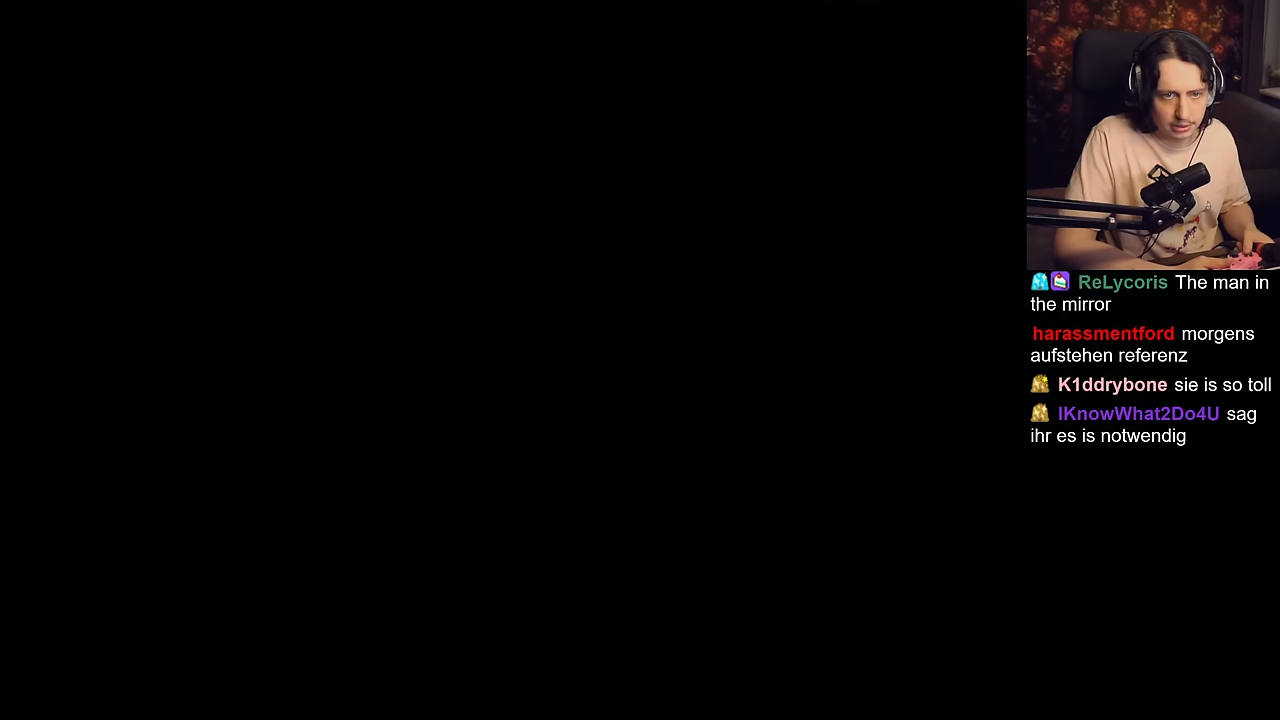 ReLycoris The man in
the mirror
harassmentford morgens
aufstehen referenz
K1ddrybone sie is so toll
IKnowWhat2Do4U sag
ihr es is notwendig